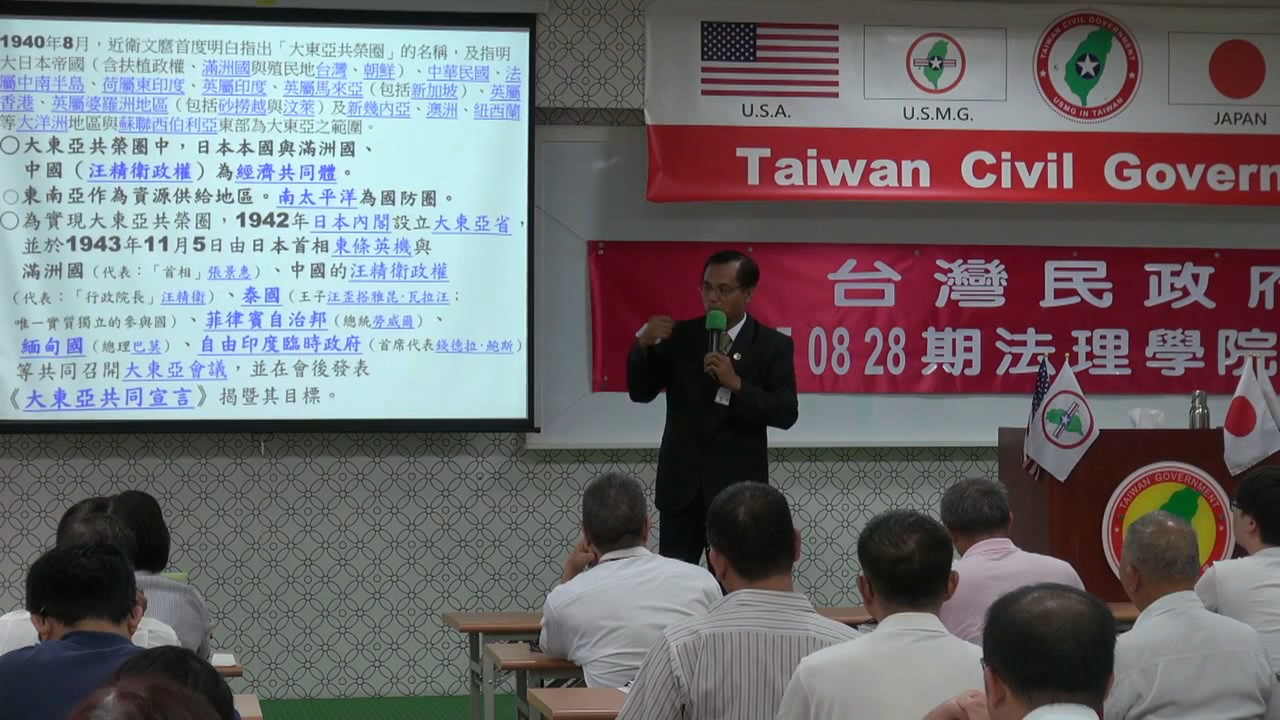 1940年8月，近衛文麿首度明白指出「大東亞共榮圈」的名稱，及指明
大日本帝國（含扶植政權、滿洲國與殖民地台灣、朝鮮）、中華民國、法
屬中南半島、荷屬東印度、英屬印度、英屬馬來亞（包括新加坡）、英屬
香港、英屬婆羅洲地區（包括砂拶越與汶萊）及新幾內亞、澳洲、紐西蘭
等大洋洲地區與蘇聯西伯利亞東部為大東亞之範圍。
○大東亞共榮圈中，日本本國與滿洲國、
中國（汪精衛政權）為經濟共同體。
○東南亞作為資源供給地區。南太平洋為國防圈。
○為實現大東亞共榮圈，1942年日本內閣設立大東亞省，
並於1943年11月5日由日本首相東條英機與
滿洲國（代表：「首相」張景惠）、中國的汪精衛政權
（代表：「行政院長」汪精衛）、泰國（王子汪歪搭雅昆·瓦拉汪；
唯一實質獨立的參與國）、菲律賓自治邦（總統勞威爾）、
緬甸國（總理巴莫）、自由印度臨時政府（首席代表錢德拉·鮑斯）
等共同召開大東亞會議，並在會後發表
《大東亞共同宣言》揭櫫其目標。
U.S.A.
U.S.M.G.
TAIWAN CIVIL GOVERNMENT
USMG IN TAIWAN
JAPAN
Taiwan Civil Govern
台灣民政府
08 28 期法理學院
TAIWAN GOVERNMENT